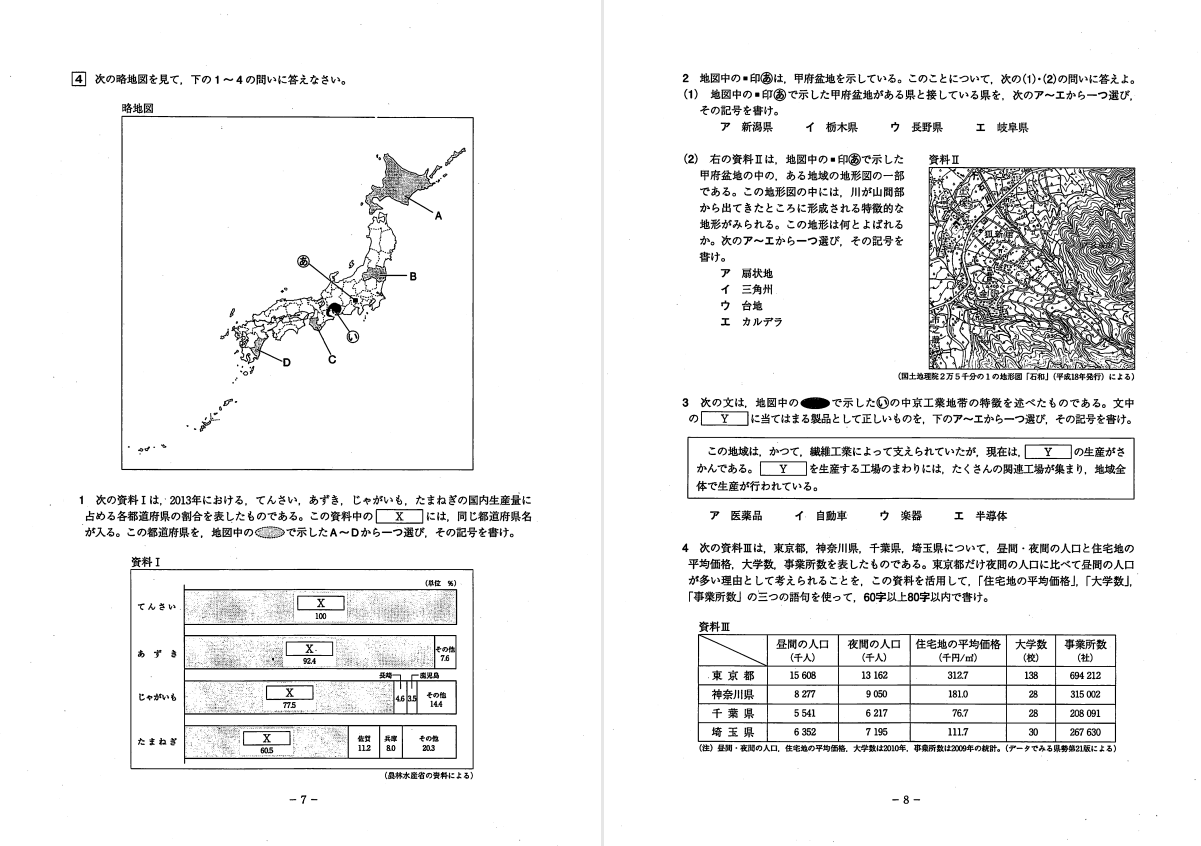 4 次の略地図を見て，下の１～４の問いに答えなさい。
略地図
A
あ
B
い
C
D
1 次の資料Ⅰは，2013年における，てんさい，あずき，じゃがいも，たまねぎの国内生産量に
占める各都道府県の割合を表したものである。この資料中の X には，同じ都道府県名
が入る。この都道府県を，地図中の で示したＡ～Ｄから一つ選び，その記号を書け。
資料Ⅰ
(単位 %)
てんさい X 100
あずき X 92.4 その他 7.6
長崎 鹿児島
じゃがいも X 77.5 4.6 3.5 その他 14.4
たまねぎ X 60.5 佐賀 11.2 兵庫 8.0 その他 20.3
(農林水産省の資料による)
－７－
2 地図中の■印あは，甲府盆地を示している。このことについて，次の(1)・(2)の問いに答えよ。
(1) 地図中の■印あで示した甲府盆地がある県と接している県を，次のア～エから一つ選び，
その記号を書け。
ア 新潟県 イ 栃木県 ウ 長野県 エ 岐阜県
(2) 右の資料Ⅱは，地図中の■印あで示した
甲府盆地の中の，ある地域の地形図の一部
である。この地形図の中には，川が山間部
から出てきたところに形成される特徴的な
地形がみられる。この地形は何とよばれる
か。次のア～エから一つ選び，その記号を
書け。
ア 扇状地
イ 三角州
ウ 台地
エ カルデラ
資料Ⅱ
(国土地理院２万５千分の１の地形図「石和」(平成18年発行)による)
3 次の文は，地図中の で示したいの中京工業地帯の特徴を述べたものである。文中
の Y に当てはまる製品として正しいものを，下のア～エから一つ選び，その記号を書け。
この地域は，かつて，繊維工業によって支えられていたが，現在は， Y の生産がさ
かんである。 Y を生産する工場のまわりには，たくさんの関連工場が集まり，地域全
体で生産が行われている。
ア 医薬品 イ 自動車 ウ 楽器 エ 半導体
4 次の資料Ⅲは，東京都，神奈川県，千葉県，埼玉県について，昼間・夜間の人口と住宅地の
平均価格，大学数，事業所数を表したものである。東京都だけ夜間の人口に比べて昼間の人口
が多い理由として考えられることを，この資料を活用して，「住宅地の平均価格」，「大学数」，
「事業所数」の三つの語句を使って，60字以上80字以内で書け。
資料Ⅲ
昼間の人口 (千人) 夜間の人口 (千人) 住宅地の平均価格 (千円/㎡) 大学数 (校) 事業所数 (社)
東京都 15 608 13 162 312.7 138 694 212
神奈川県 8 277 9 050 181.0 28 315 002
千葉県 5 541 6 217 76.7 28 208 091
埼玉県 6 352 7 195 111.7 30 267 630
(注) 昼間・夜間の人口，住宅地の平均価格，大学数は2010年，事業所数は2009年の統計。(データでみる県勢第21版による)
－８－